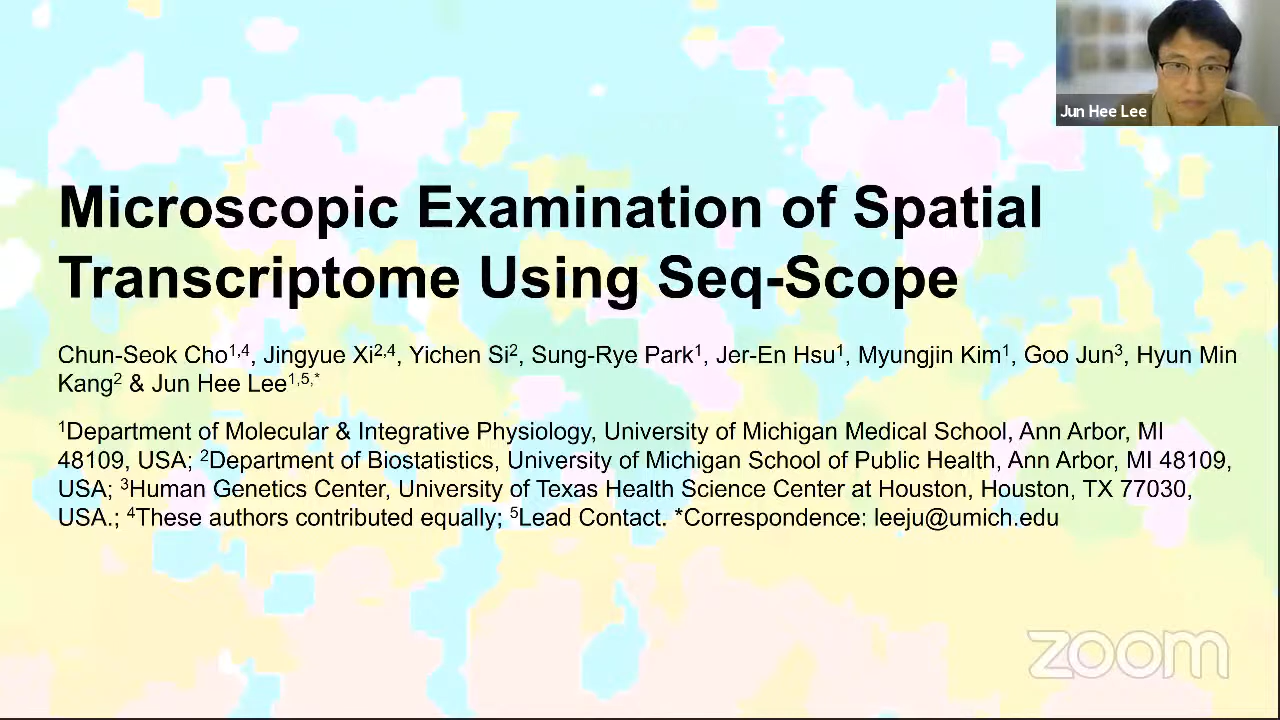 Jun Hee Lee
Microscopic Examination of Spatial
Transcriptome Using Seq-Scope
Chun-Seok Cho1,4, Jingyue Xi2,4, Yichen Si2, Sung-Rye Park1, Jer-En Hsu1, Myungjin Kim1, Goo Jun3, Hyun Min
Kang2 & Jun Hee Lee1,5,*
1Department of Molecular & Integrative Physiology, University of Michigan Medical School, Ann Arbor, MI
48109, USA; 2Department of Biostatistics, University of Michigan School of Public Health, Ann Arbor, MI 48109,
USA; 3Human Genetics Center, University of Texas Health Science Center at Houston, Houston, TX 77030,
USA.; 4These authors contributed equally; 5Lead Contact. *Correspondence: leeju@umich.edu
zoom